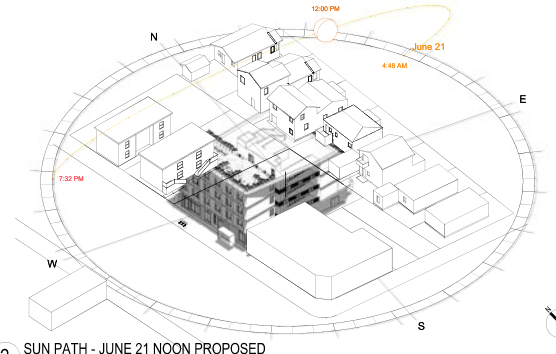 12:00 PM
N
June 21
4:46 AM
E
7:32 PM
W
S
SUN PATH - JUNE 21 NOON PROPOSED